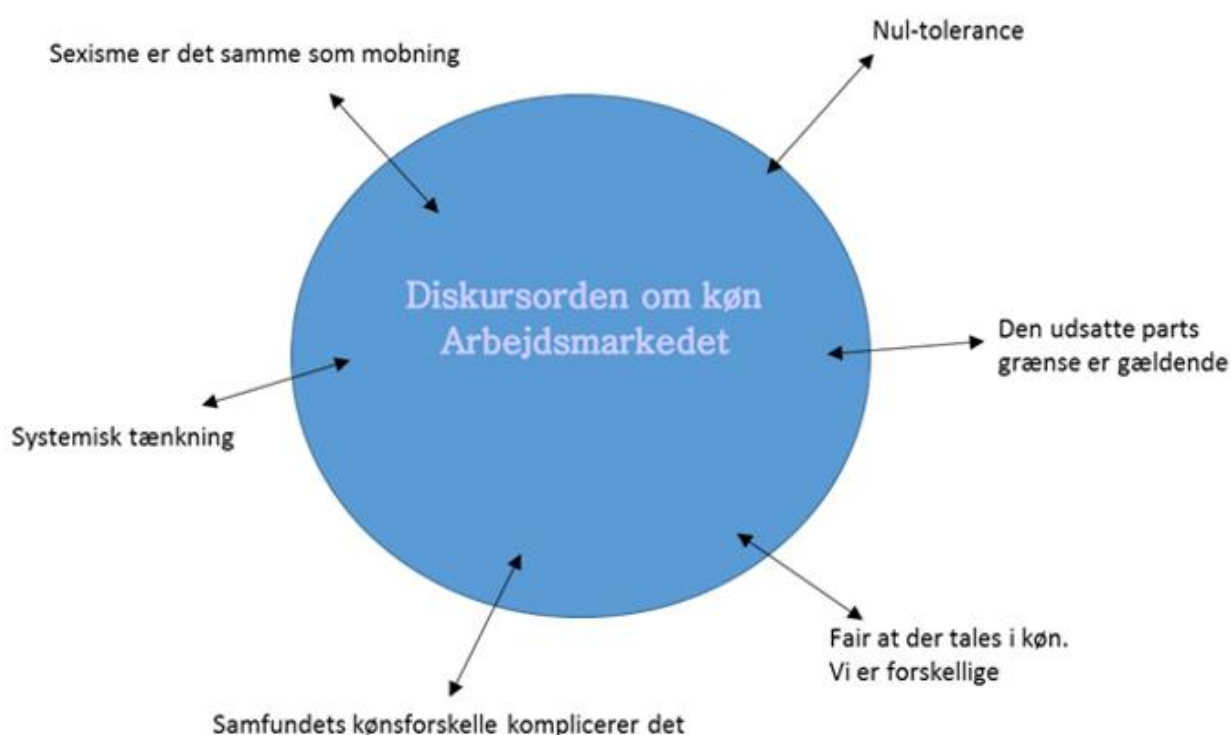 Nul-tolerance
Sexisme er det samme som mobning
Diskursorden om køn
Arbejdsmarkedet
Den udsatte parts
grænse er gældende
Systemisk tænkning
Fair at der tales i køn.
Vi er forskellige
Samfundets kønsforskelle komplicerer det